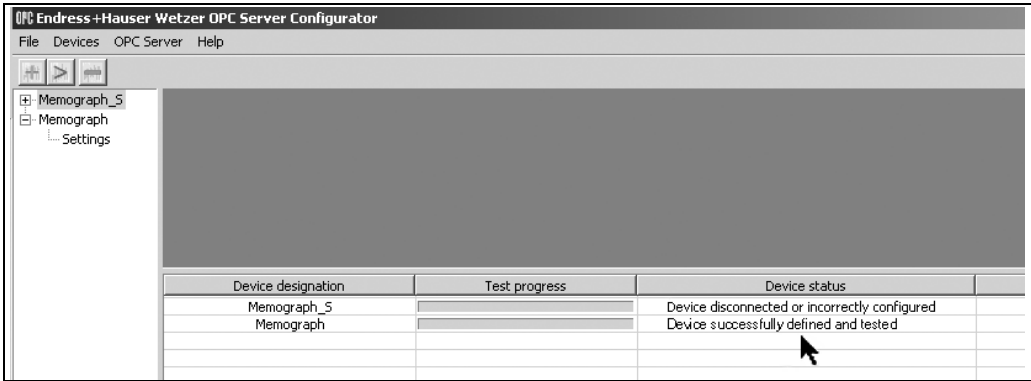 OPC Endress+Hauser Wetzer OPC Server Configurator
File Devices OPC Server Help
Memograph_S
Memograph
Settings
Device designation Test progress Device status
Memograph_S Device disconnected or incorrectly configured
Memograph Device successfully defined and tested